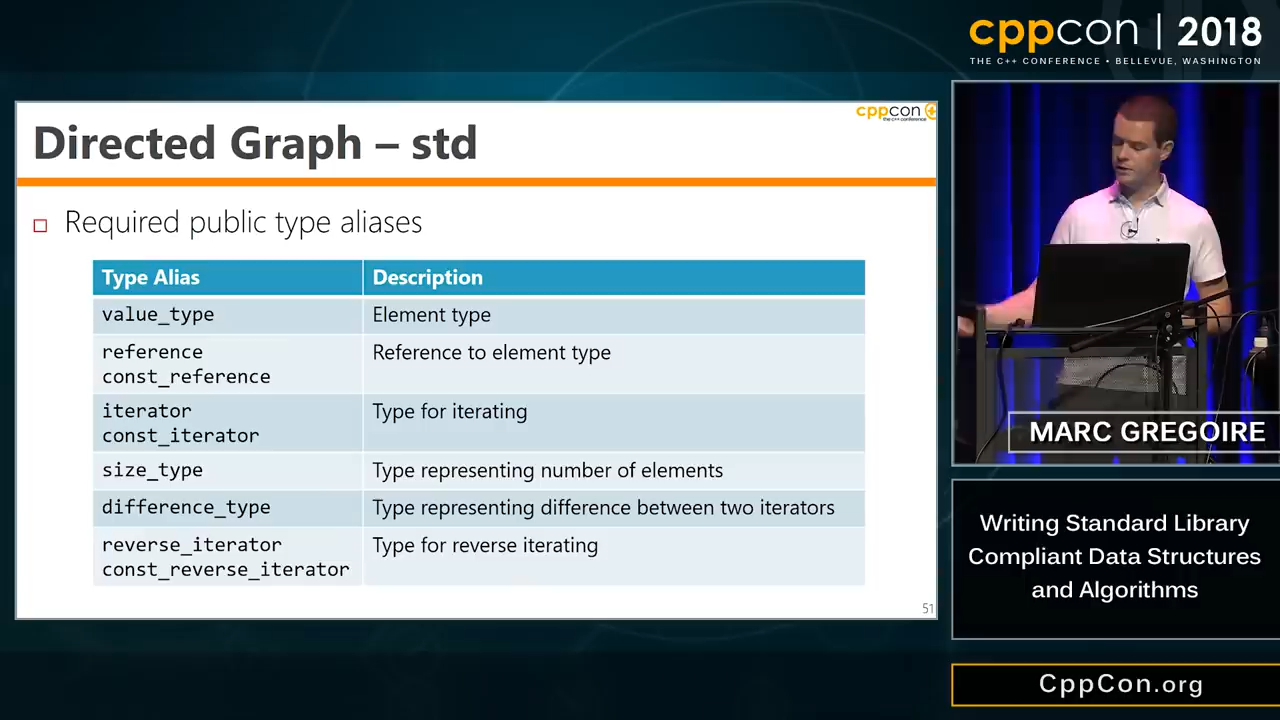 cppcon | 2018
THE C++ CONFERENCE • BELLEVUE, WASHINGTON
cppcon
the c++ conference
Directed Graph – std
Required public type aliases
Type Alias Description
value_type Element type
reference Reference to element type
const_reference
iterator Type for iterating
const_iterator
size_type Type representing number of elements
difference_type Type representing difference between two iterators
reverse_iterator Type for reverse iterating
const_reverse_iterator
51
MARC GREGOIRE
Writing Standard Library
Compliant Data Structures
and Algorithms
CppCon.org